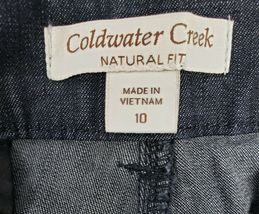 Coldwater Creek
NATURAL FIT
MADE IN
VIETNAM
10